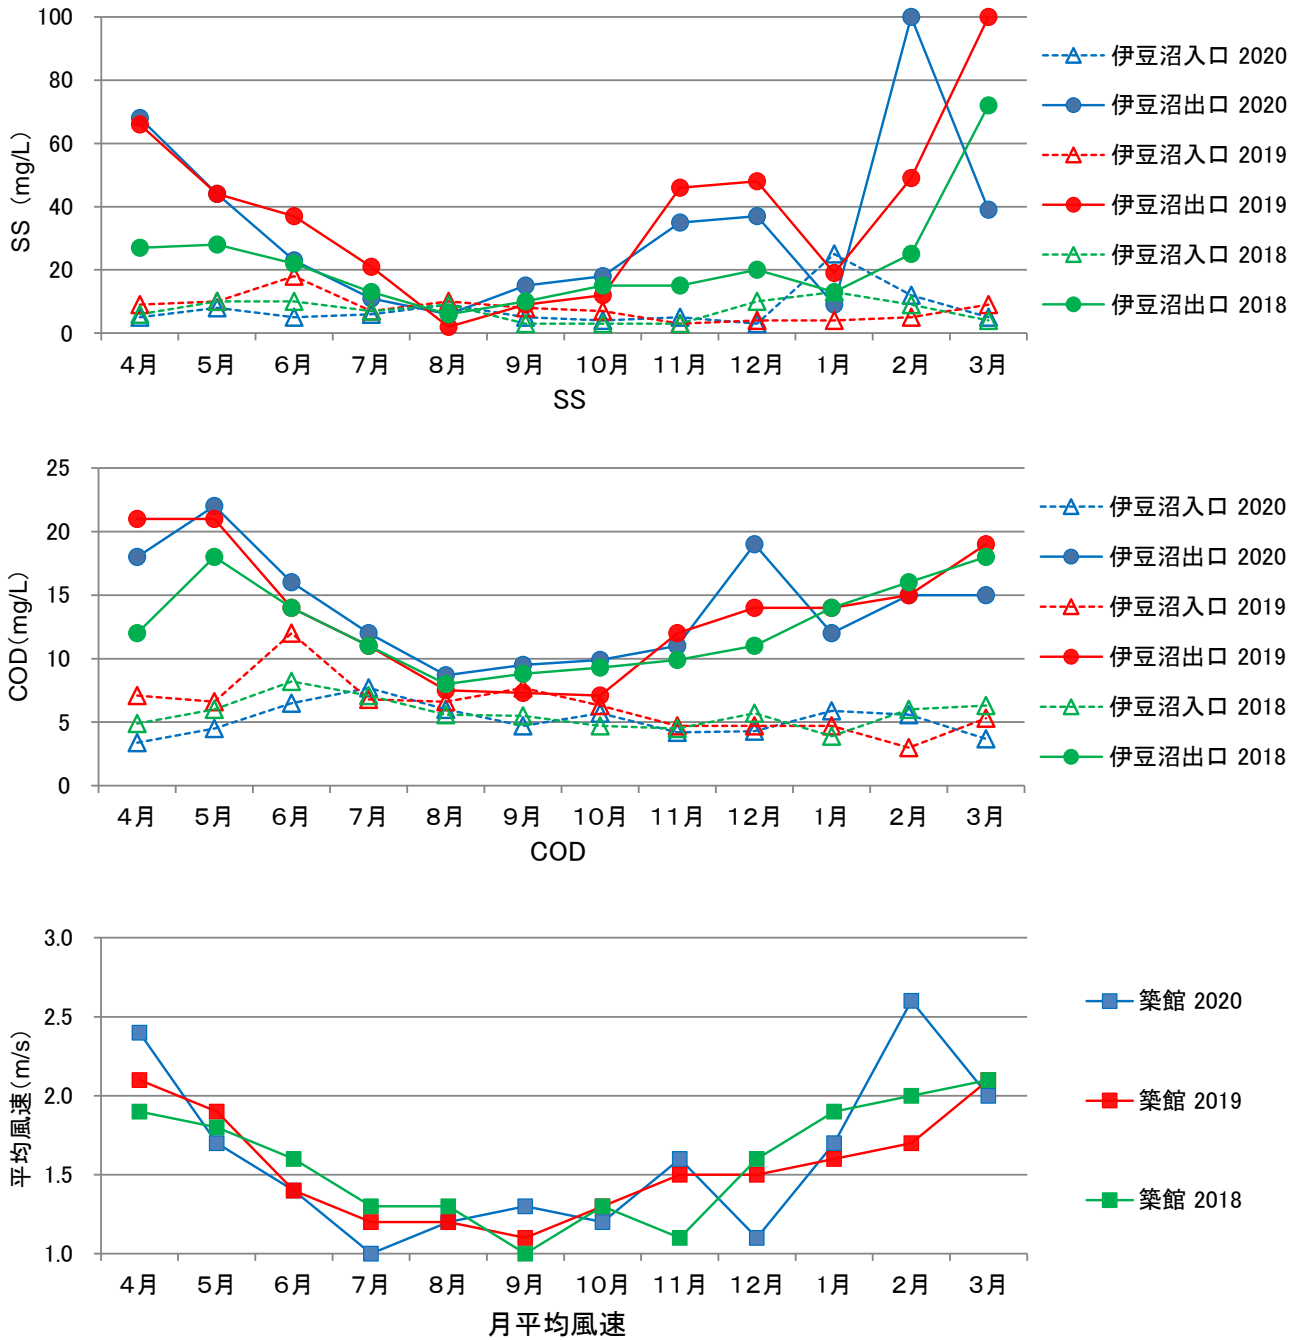 100
80
60
40
20
0
SS (mg/L)
4月 5月 6月 7月 8月 9月 10月 11月 12月 1月 2月 3月
SS
伊豆沼入口 2020
伊豆沼出口 2020
伊豆沼入口 2019
伊豆沼出口 2019
伊豆沼入口 2018
伊豆沼出口 2018
25
20
15
10
5
0
COD(mg/L)
4月 5月 6月 7月 8月 9月 10月 11月 12月 1月 2月 3月
COD
伊豆沼入口 2020
伊豆沼出口 2020
伊豆沼入口 2019
伊豆沼出口 2019
伊豆沼入口 2018
伊豆沼出口 2018
3.0
2.5
2.0
1.5
1.0
平均風速(m/s)
4月 5月 6月 7月 8月 9月 10月 11月 12月 1月 2月 3月
月平均風速
築館 2020
築館 2019
築館 2018